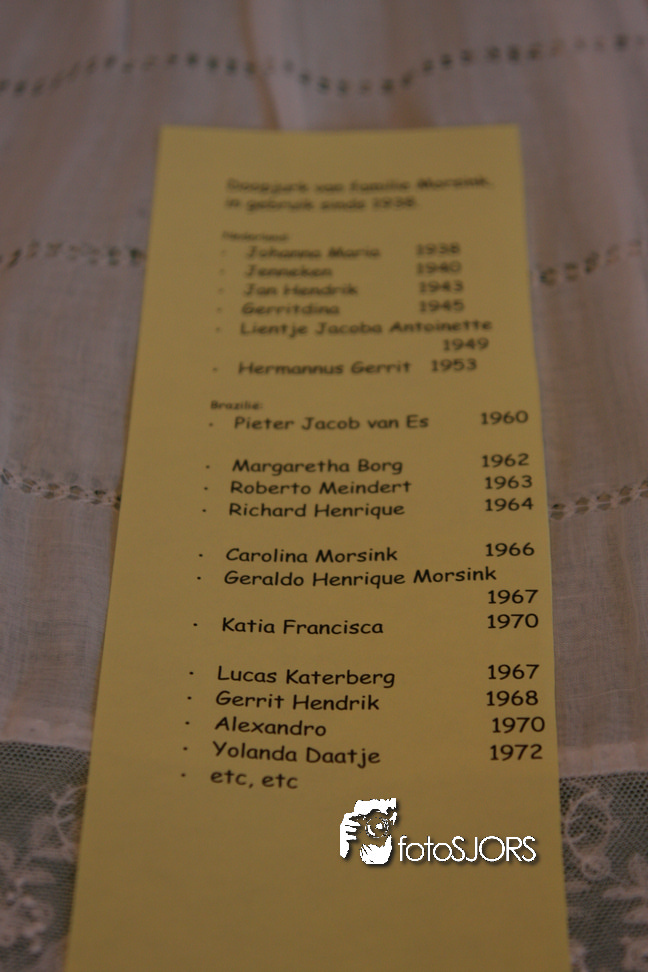 Doopjurk van familie Morsink,
in gebruik sinds 1938.
Nederland:
· Johanna Maria 1938
· Jenneken 1940
· Jan Hendrik 1943
· Gerritdina 1945
· Lientje Jacoba Antoinette
1949
· Hermannus Gerrit 1953
Brazilië:
· Pieter Jacob van Es 1960
· Margaretha Borg 1962
· Roberto Meindert 1963
· Richard Henrique 1964
· Carolina Morsink 1966
· Geraldo Henrique Morsink
1967
· Katia Francisca 1970
· Lucas Katerberg 1967
· Gerrit Hendrik 1968
· Alexandro 1970
· Yolanda Daatje 1972
· etc, etc
fotoSJORS